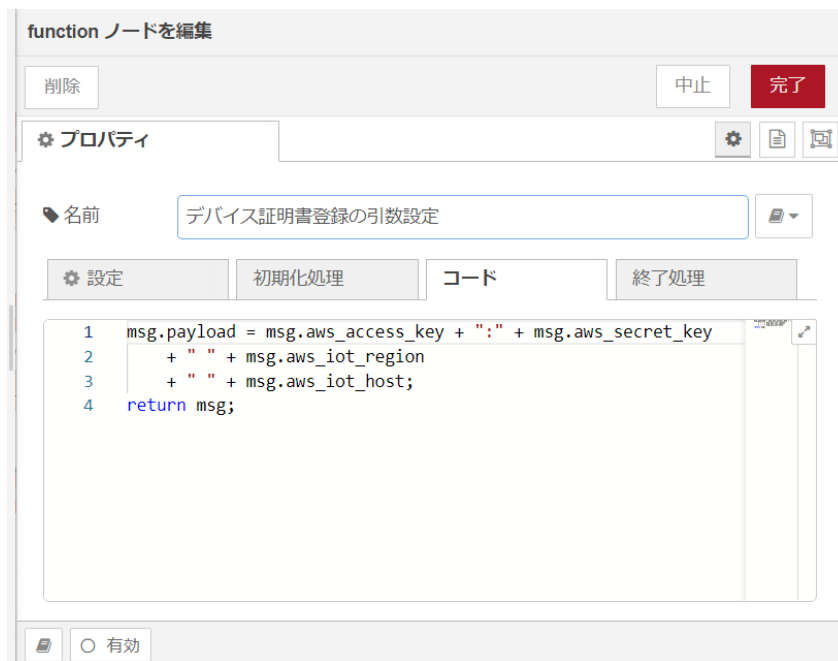 function ノードを編集
削除 中止 完了
プロパティ
名前 デバイス証明書登録の引数設定
設定 初期化処理 コード 終了処理
1 msg.payload = msg.aws_access_key + ":" + msg.aws_secret_key
2 + " " + msg.aws_iot_region
3 + " " + msg.aws_iot_host;
4 return msg;
有効